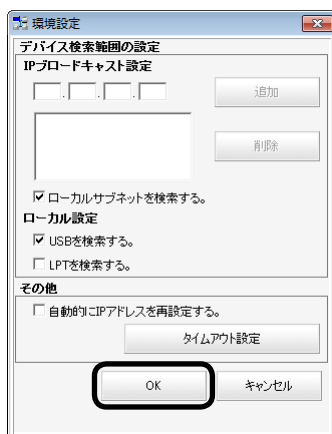 環境設定
デバイス検索範囲の設定
IPブロードキャスト設定
. . .
追加
削除
ローカルサブネットを検索する。
ローカル設定
USBを検索する。
LPTを検索する。
その他
自動的にIPアドレスを再設定する。
タイムアウト設定
OK キャンセル